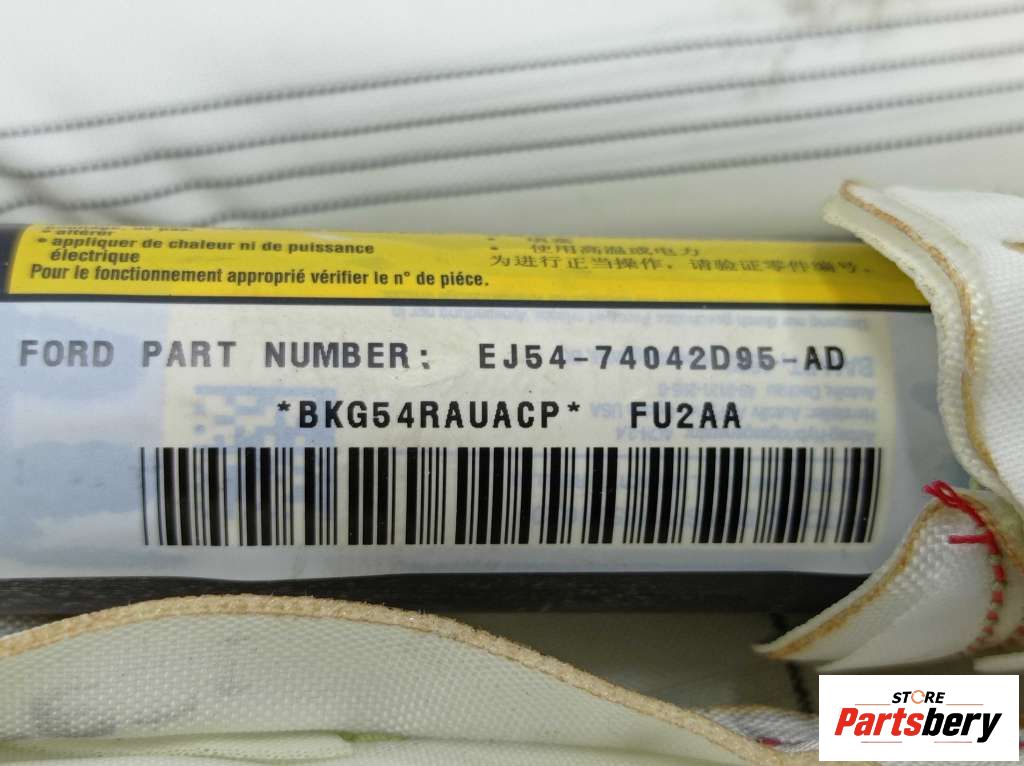 • altérer
• appliquer de chaleur ni de puissance
électrique
Pour le fonctionnement approprié vérifier le n° de piéce.
• 使用高温或电力
为进行正当操作，请验证零件编号。
FORD PART NUMBER: EJ54-74042D95-AD
*BKG54RAUACP* FU2AA
STORE
Partsbery